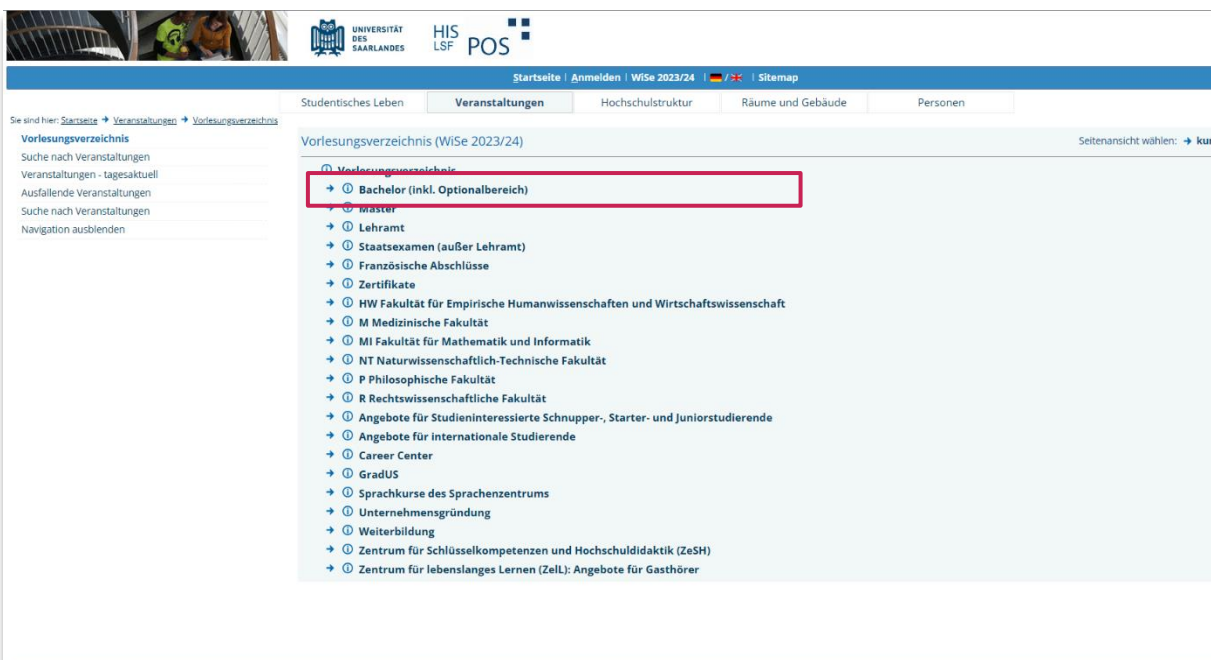 UNIVERSITÄT
DES
SAARLANDES
HIS
LSF POS
Startseite | Anmelden | WiSe 2023/24 | / | Sitemap
Studentisches Leben Veranstaltungen Hochschulstruktur Räume und Gebäude Personen
Sie sind hier: Startseite → Veranstaltungen → Vorlesungsverzeichnis
Vorlesungsverzeichnis
Suche nach Veranstaltungen
Veranstaltungen - tagesaktuell
Ausfallende Veranstaltungen
Suche nach Veranstaltungen
Navigation ausblenden
Vorlesungsverzeichnis (WiSe 2023/24) Seitenansicht wählen: → kur
Vorlesungsverzeichnis
Bachelor (inkl. Optionalbereich)
Master
Lehramt
Staatsexamen (außer Lehramt)
Französische Abschlüsse
Zertifikate
HW Fakultät für Empirische Humanwissenschaften und Wirtschaftswissenschaft
M Medizinische Fakultät
MI Fakultät für Mathematik und Informatik
NT Naturwissenschaftlich-Technische Fakultät
P Philosophische Fakultät
R Rechtswissenschaftliche Fakultät
Angebote für Studieninteressierte Schnupper-, Starter- und Juniorstudierende
Angebote für internationale Studierende
Career Center
GradUS
Sprachkurse des Sprachenzentrums
Unternehmensgründung
Weiterbildung
Zentrum für Schlüsselkompetenzen und Hochschuldidaktik (ZeSH)
Zentrum für lebenslanges Lernen (ZelL): Angebote für Gasthörer